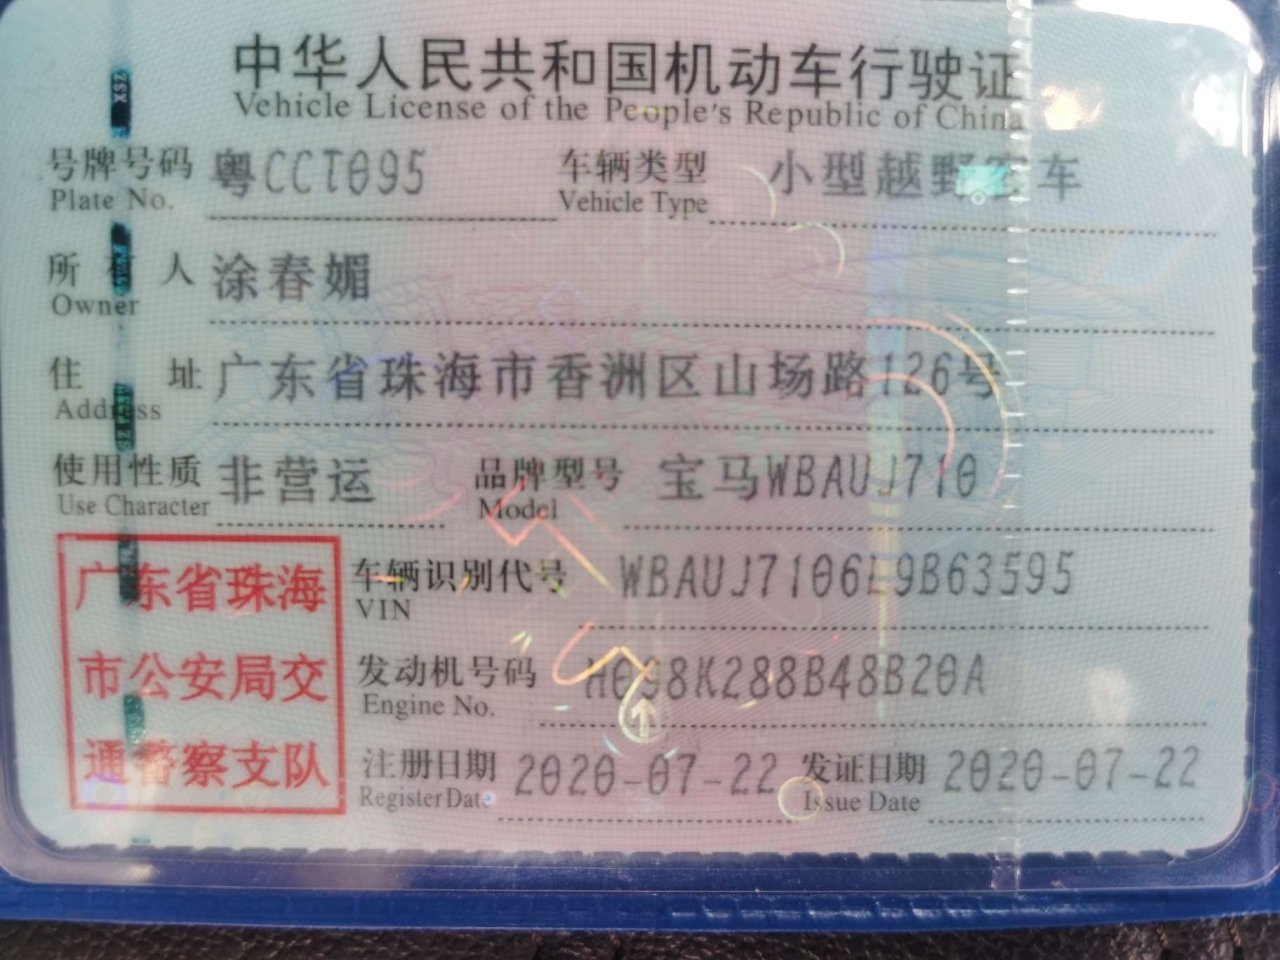 中华人民共和国机动车行驶证
Vehicle License of the People's Republic of China
号牌号码 粤CCT095 车辆类型 小型越野客车
Plate No. Vehicle Type
所有人 涂春媚
Owner
住址 广东省珠海市香洲区山场路126号
Address
使用性质 非营运 品牌型号 宝马WBAUJ710
Use Character Model
广东省珠海 车辆识别代号 WBAUJ7106L9B63595
VIN
市公安局交 发动机号码 H098K288B48B20A
Engine No.
通警察支队 注册日期 2020-07-22 发证日期 2020-07-22
Register Date Issue Date